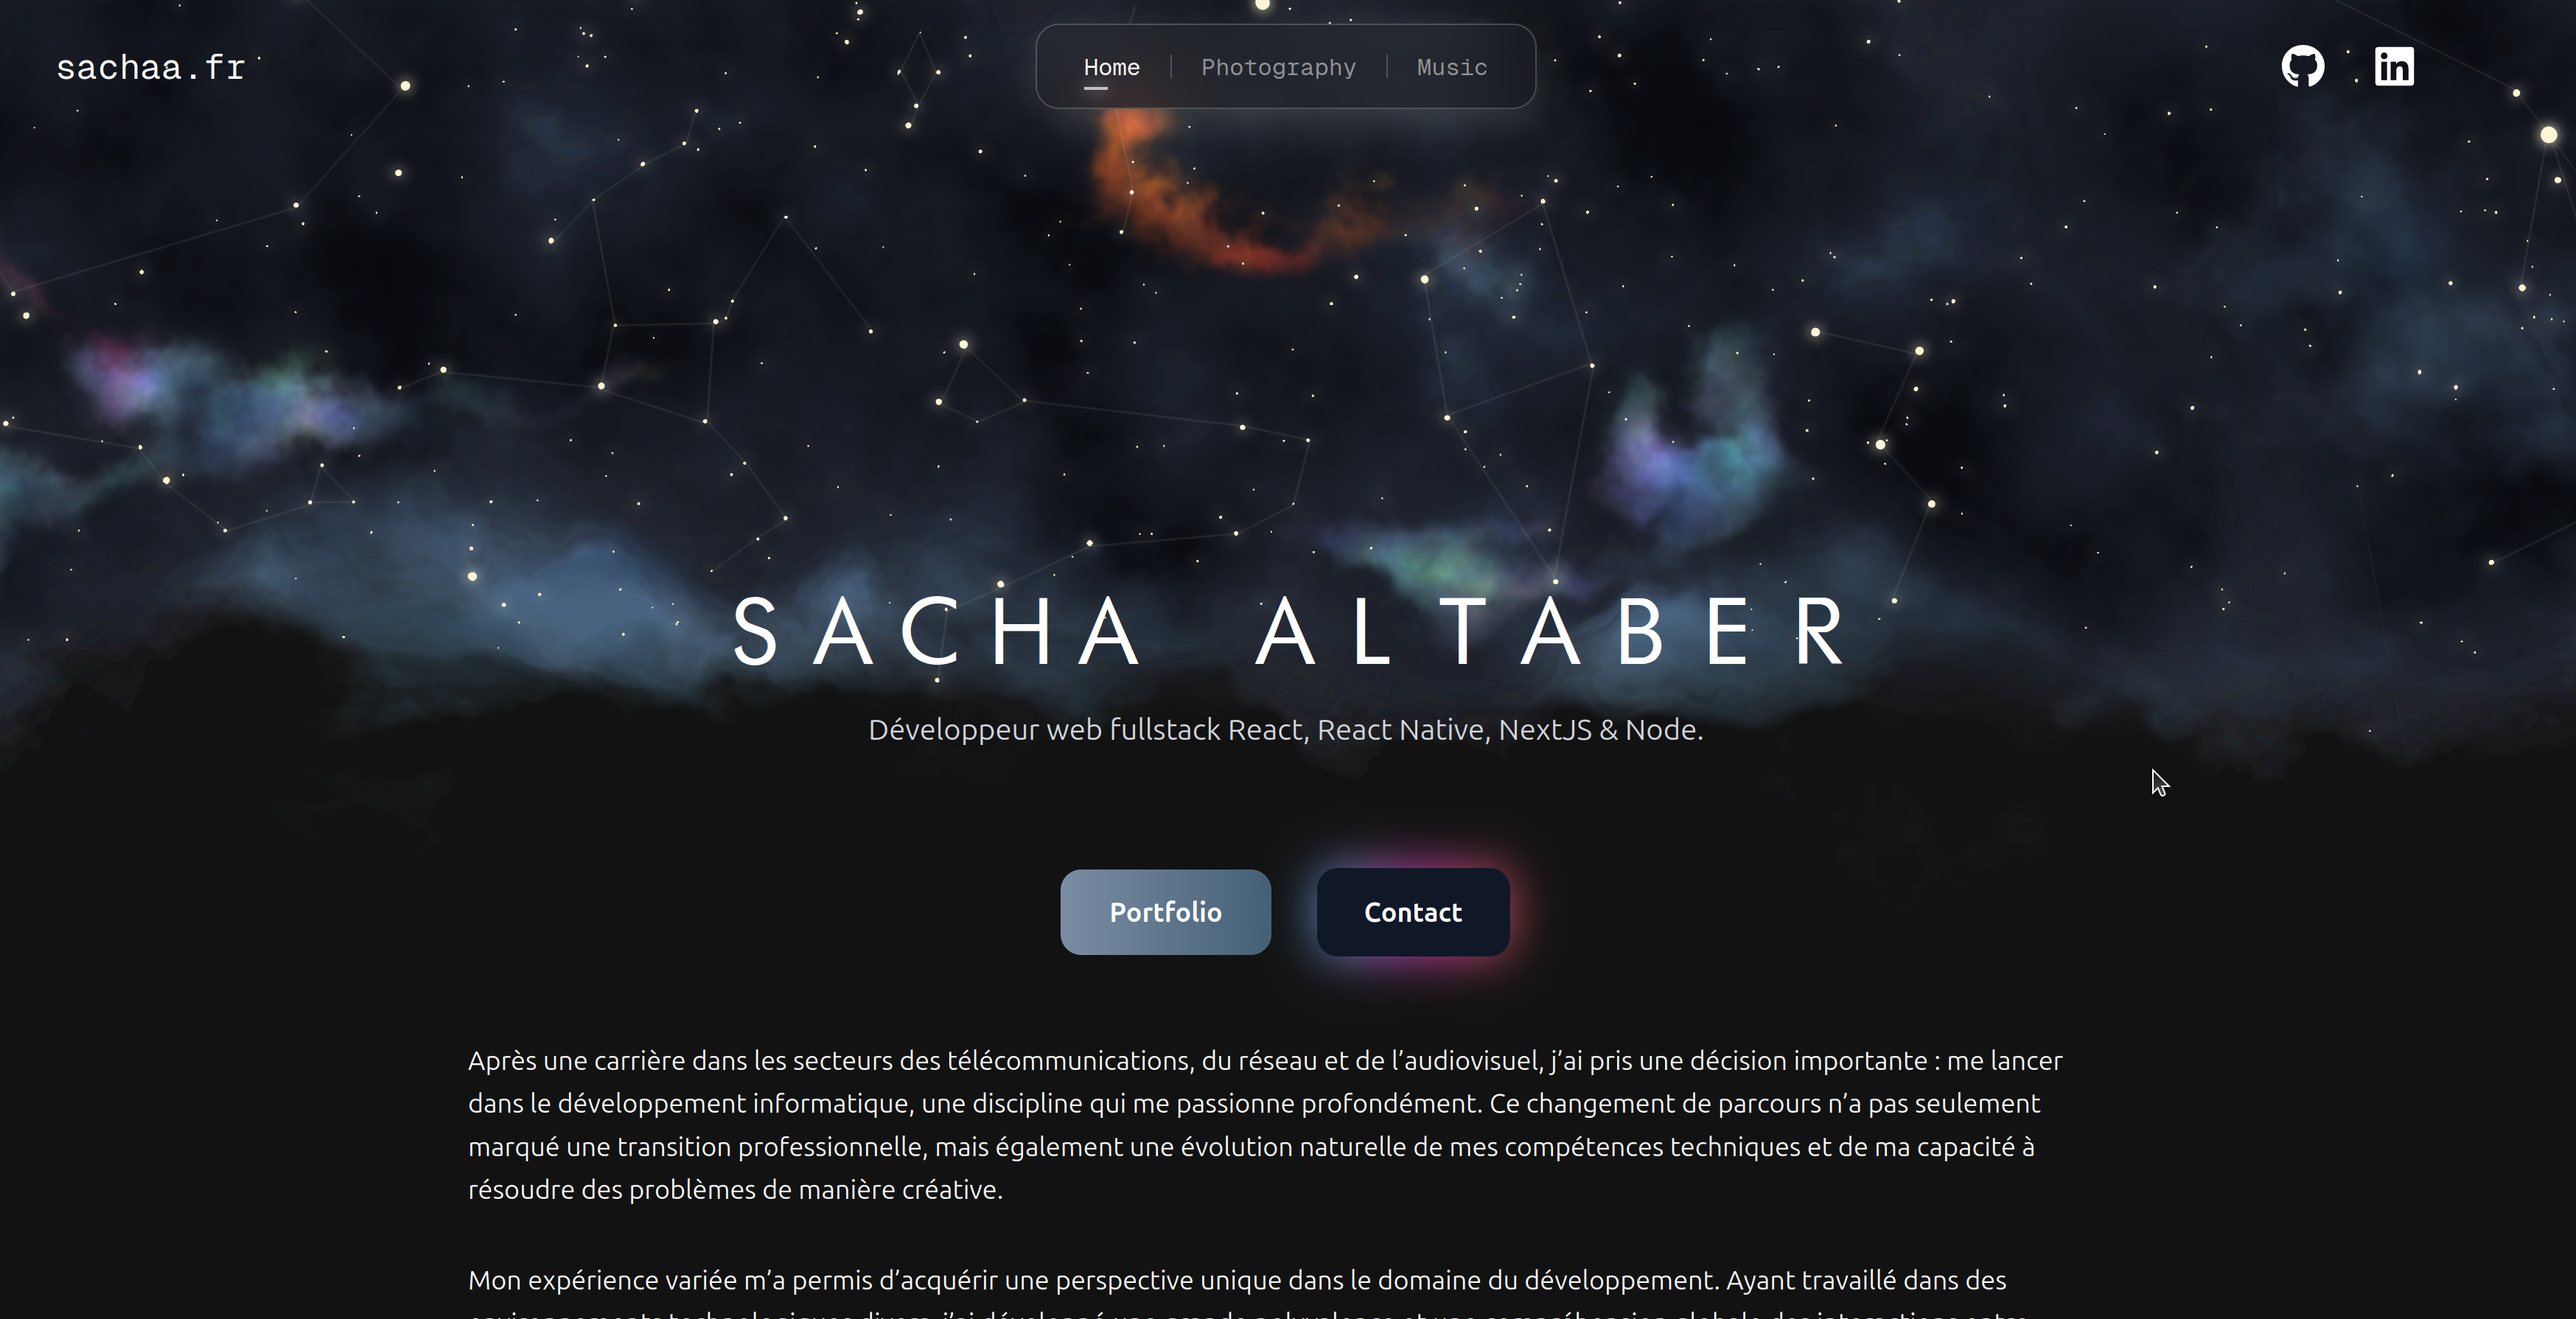 sachaa.fr
Home
Photography
Music
in
SACHA ALTABER
Développeur web fullstack React, React Native, NextJS & Node.
Portfolio
Contact
Après une carrière dans les secteurs des télécommunications, du réseau et de l’audiovisuel, j’ai pris une décision importante : me lancer
dans le développement informatique, une discipline qui me passionne profondément. Ce changement de parcours n’a pas seulement
marqué une transition professionnelle, mais également une évolution naturelle de mes compétences techniques et de ma capacité à
résoudre des problèmes de manière créative.
Mon expérience variée m’a permis d’acquérir une perspective unique dans le domaine du développement. Ayant travaillé dans des